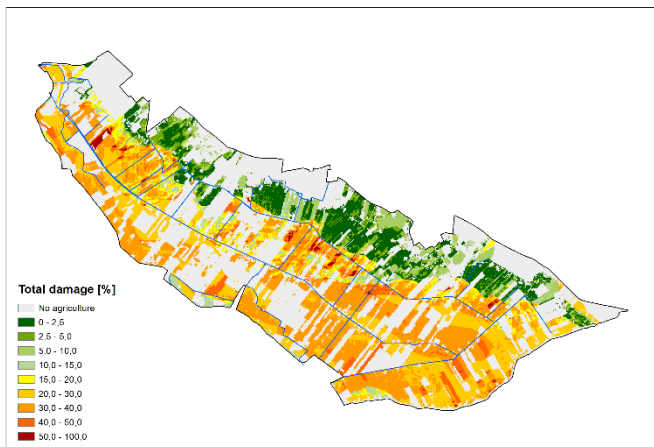 Total damage [%]
No agriculture
0 - 2,5
2,5 - 5,0
5,0 - 10,0
10,0 - 15,0
15,0 - 20,0
20,0 - 30,0
30,0 - 40,0
40,0 - 50,0
50,0 - 100,0